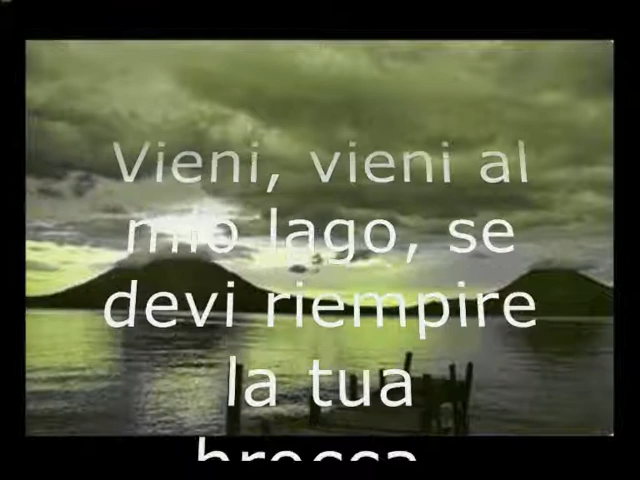 Vieni, vieni al
mio lago, se
devi riempire
la tua
brocca.